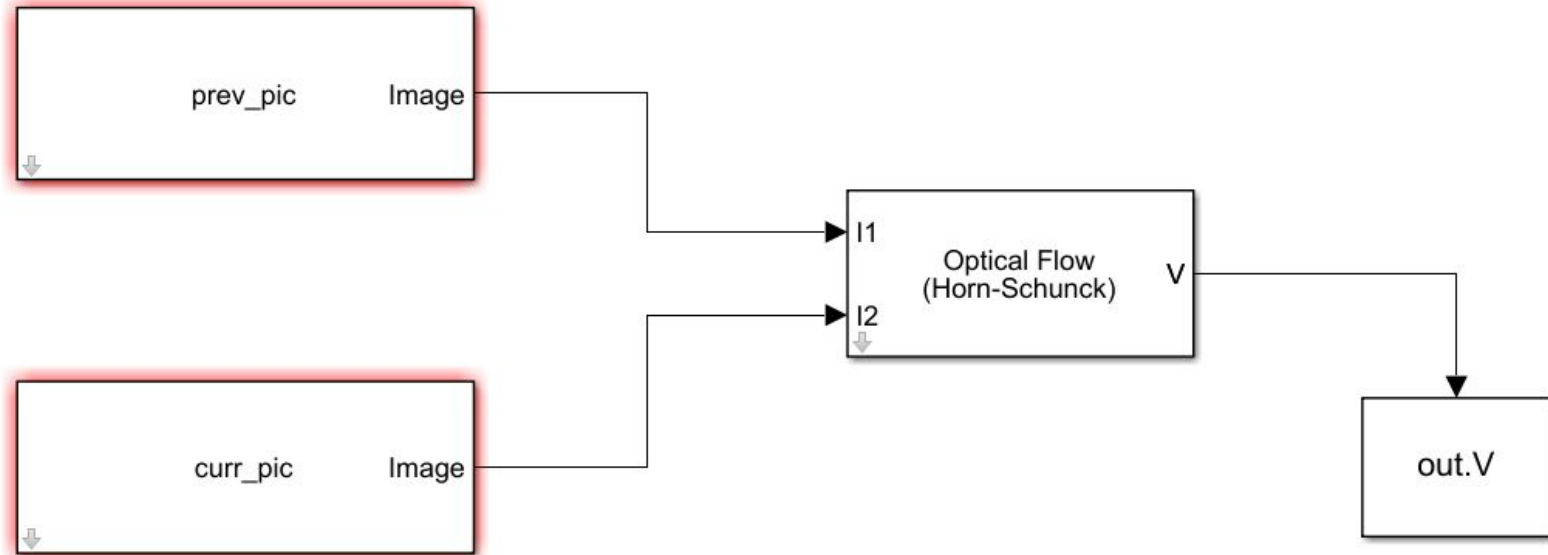 prev_pic
Image
I1
I2
Optical Flow
(Horn-Schunck)
V
curr_pic
Image
out.V